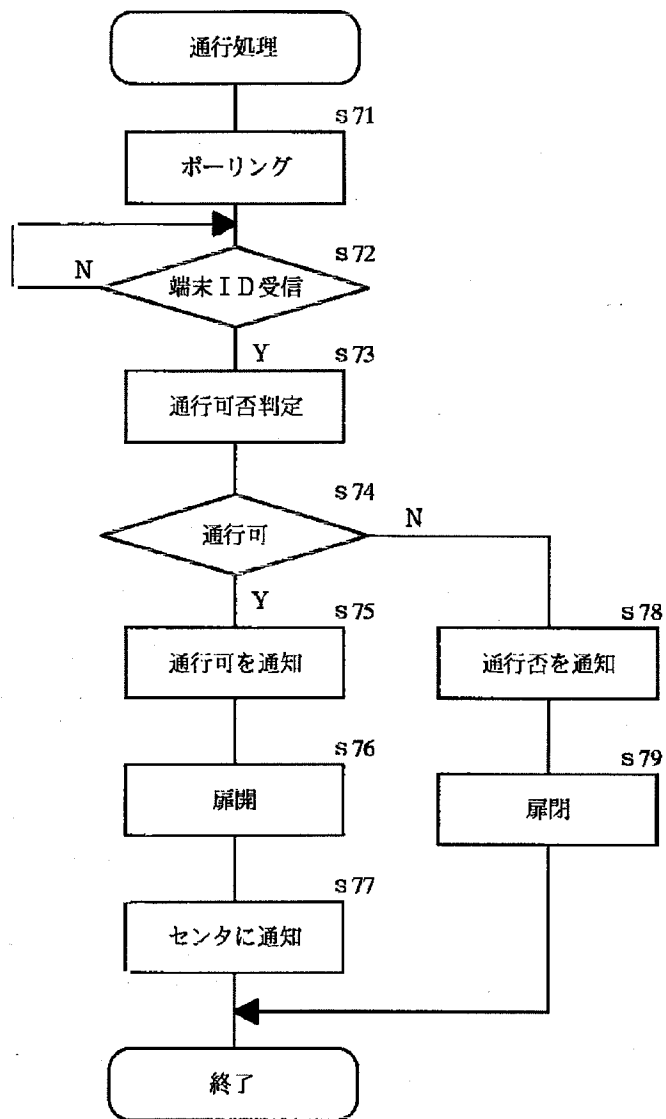 通行処理
s71
ポーリング
s72
N
端末ID受信
Y
s73
通行可否判定
s74
通行可
N
Y
s75
通行可を通知
s78
通行否を通知
s76
扉開
s79
扉閉
s77
センタに通知
終了